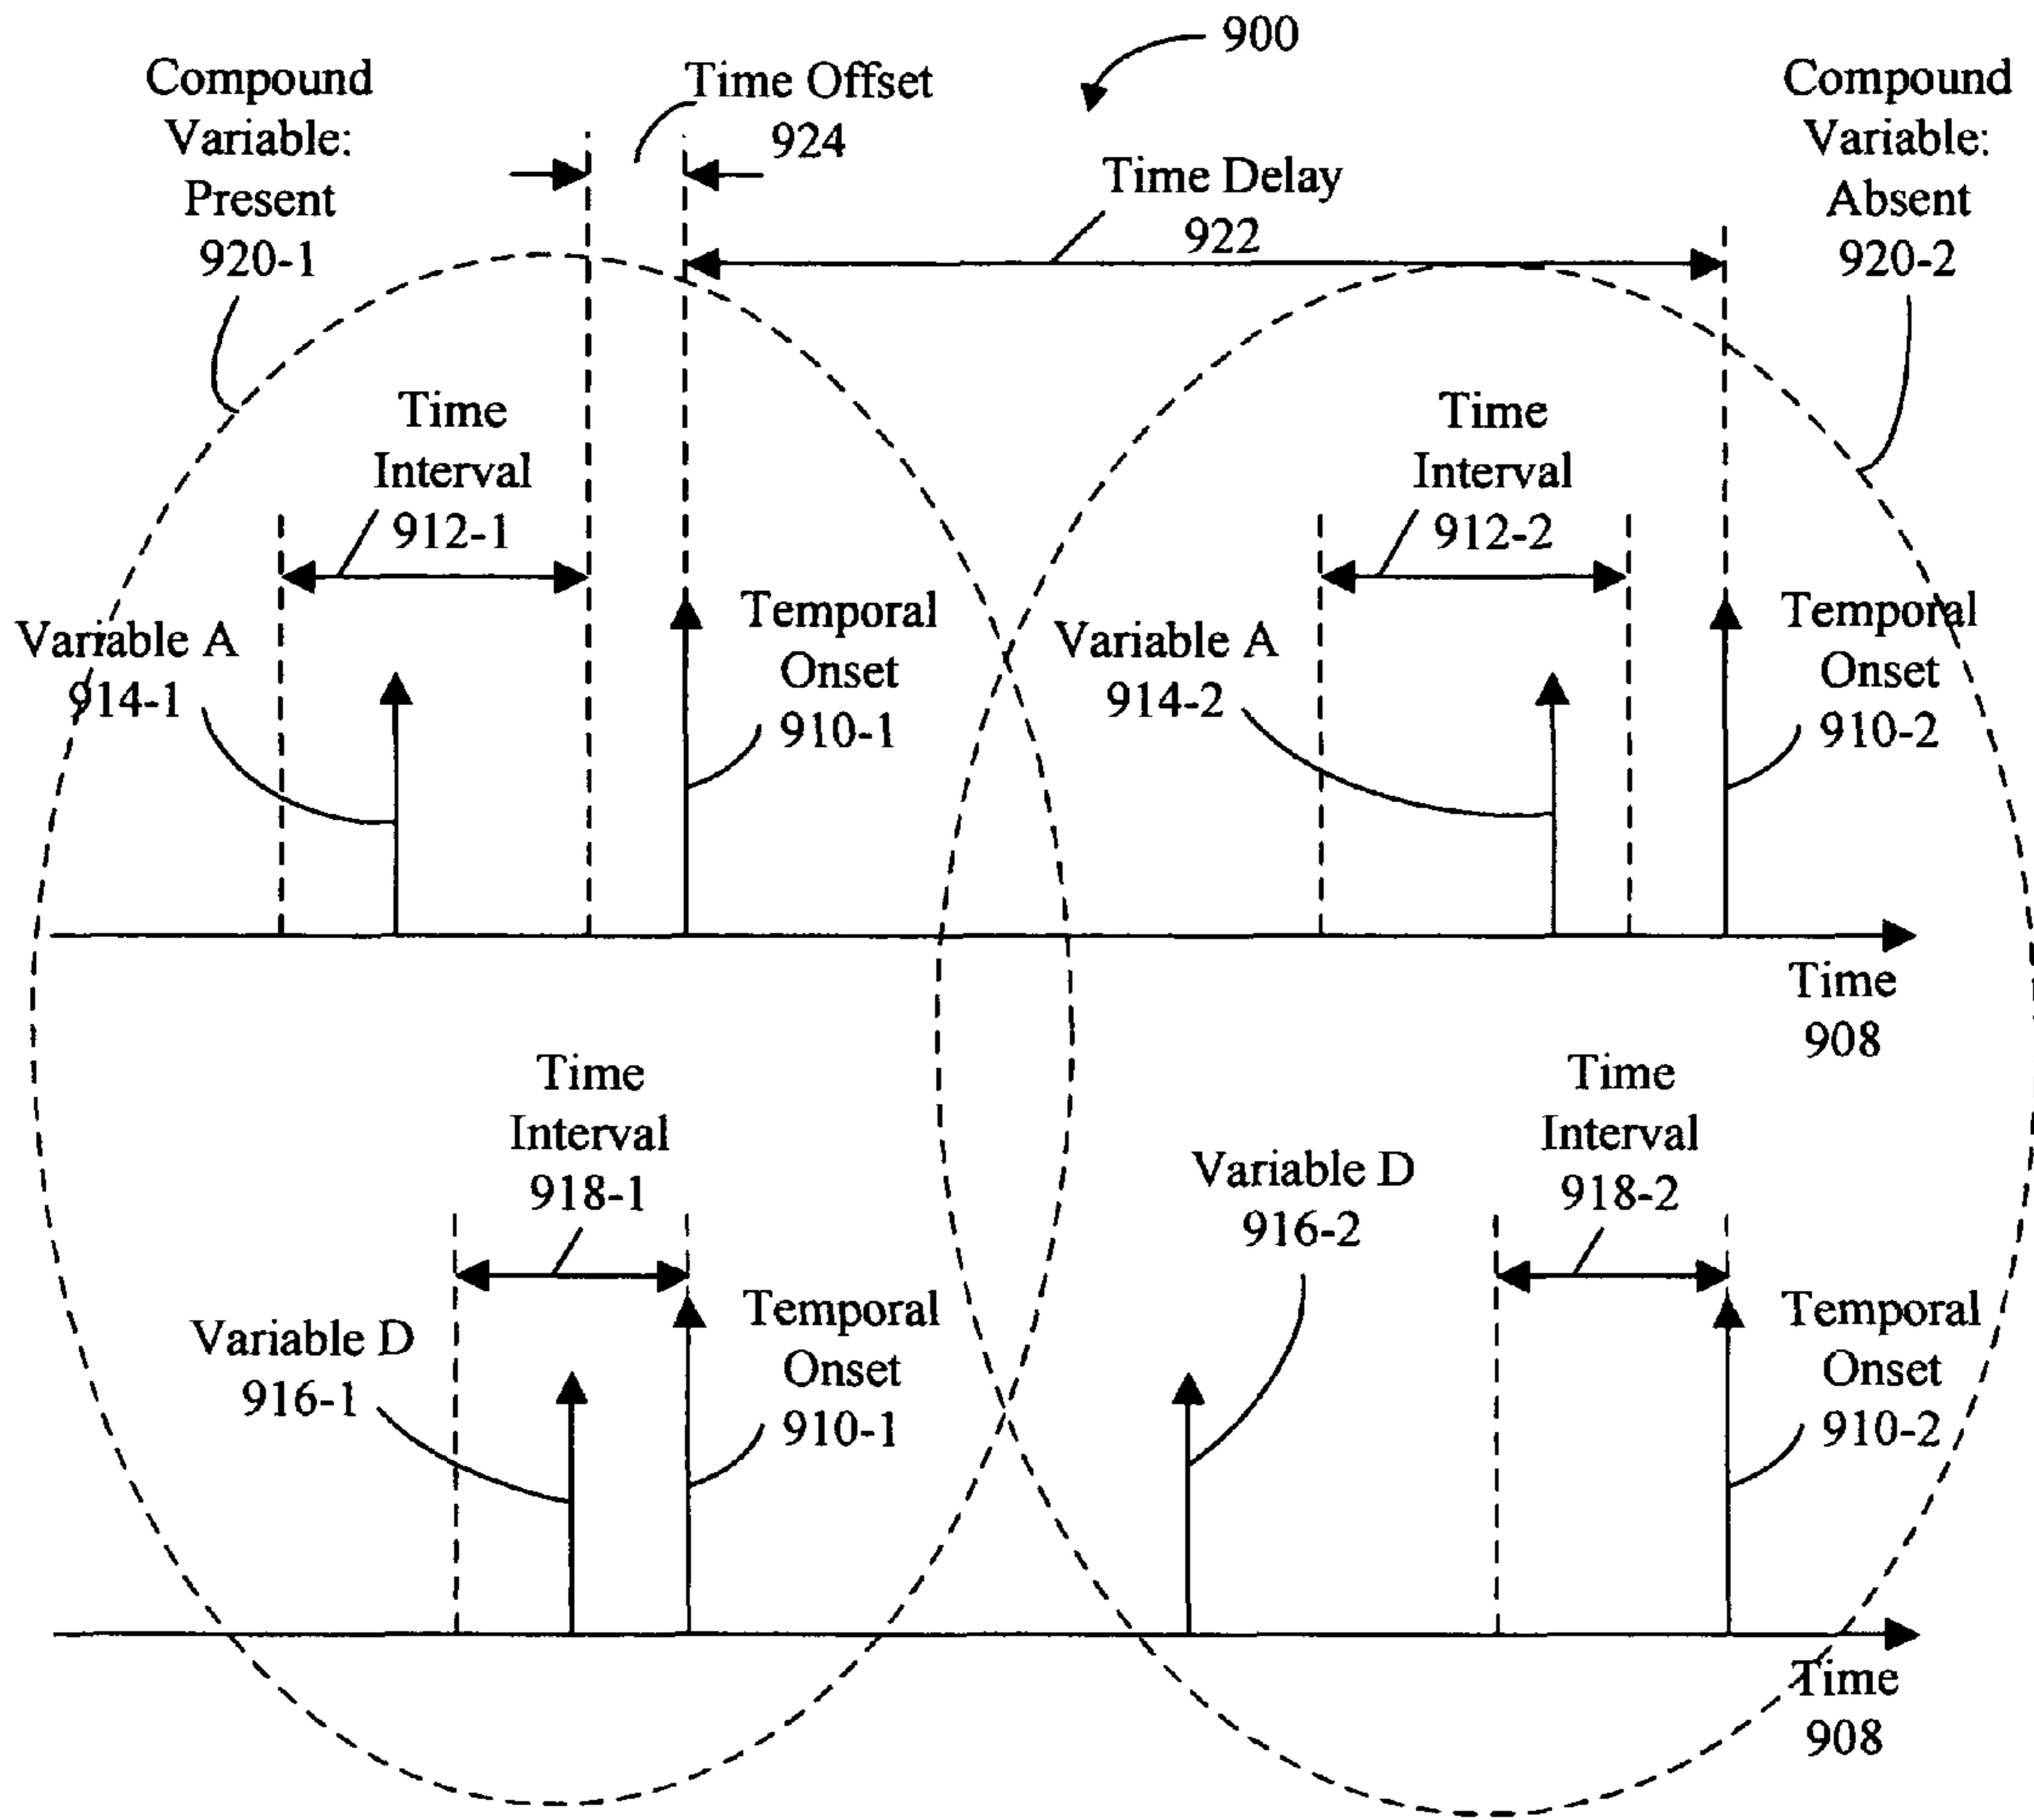 900
Compound
Variable:
Present
920-1
Time Offset
924
Time Delay
922
Compound
Variable:
Absent
920-2
Time
Interval
912-1
Time
Interval
912-2
Variable A
914-1
Temporal
Onset
910-1
Variable A
914-2
Temporal
Onset
910-2
Time
908
Time
Interval
918-1
Time
Interval
918-2
Variable D
916-1
Temporal
Onset
910-1
Variable D
916-2
Temporal
Onset
910-2
Time
908